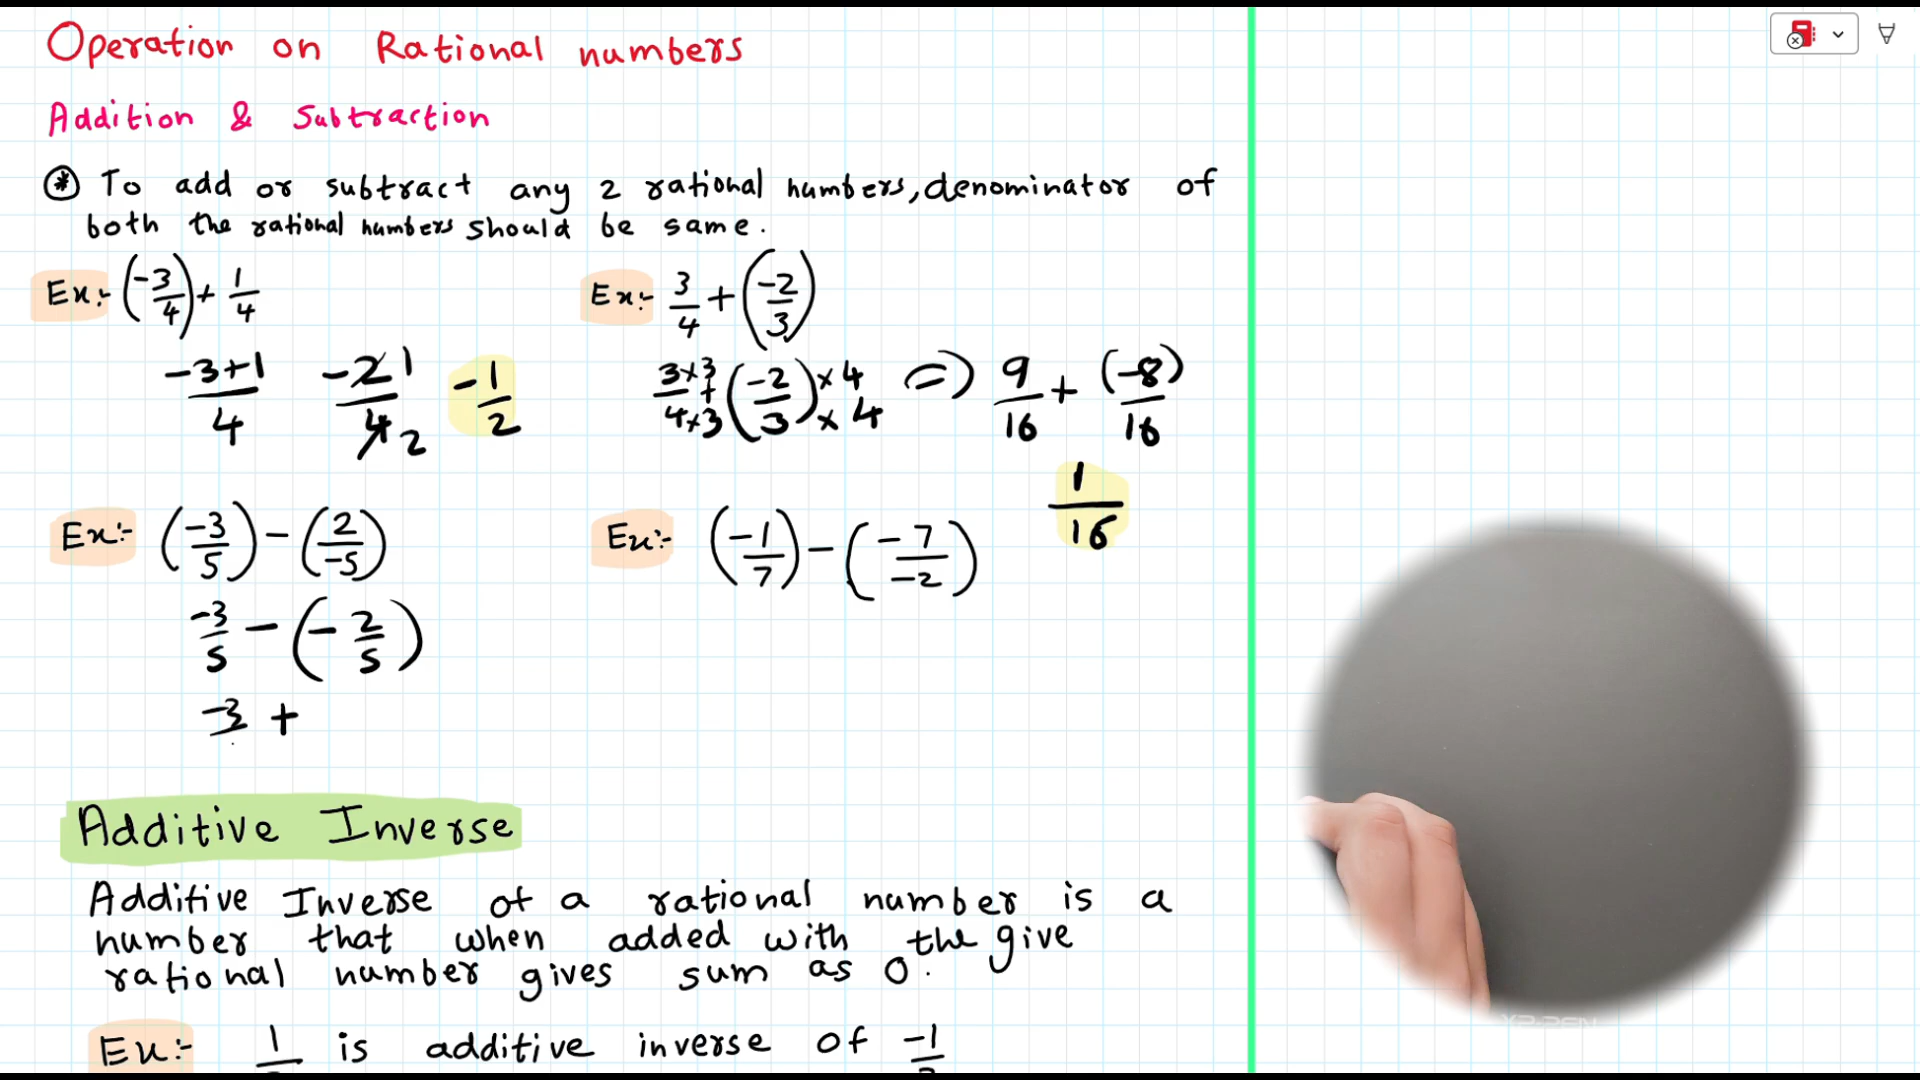 Operation on Rational numbers
Addition & Subtraction
⊛ To add or subtract any 2 rational numbers, denominator of
both the rational numbers should be same.
Ex:- (-3/4) + 1/4
-3+1/4 -2/4 1 2 -1/2
Ex:- 3/4 + (-2/3)
3×3/4×3 + (-2/3)×4 ×4 => 9/16 + (-8)/16
1/16
Ex:- (-3/5) - (2/-5)
-3/5 - (-2/5)
-3 +
Ex:- (-1/7) - (-7/-2)
Additive Inverse
Additive Inverse of a rational number is a
number that when added with the give
rational number gives sum as 0.
Ex:- 1 is additive inverse of -1